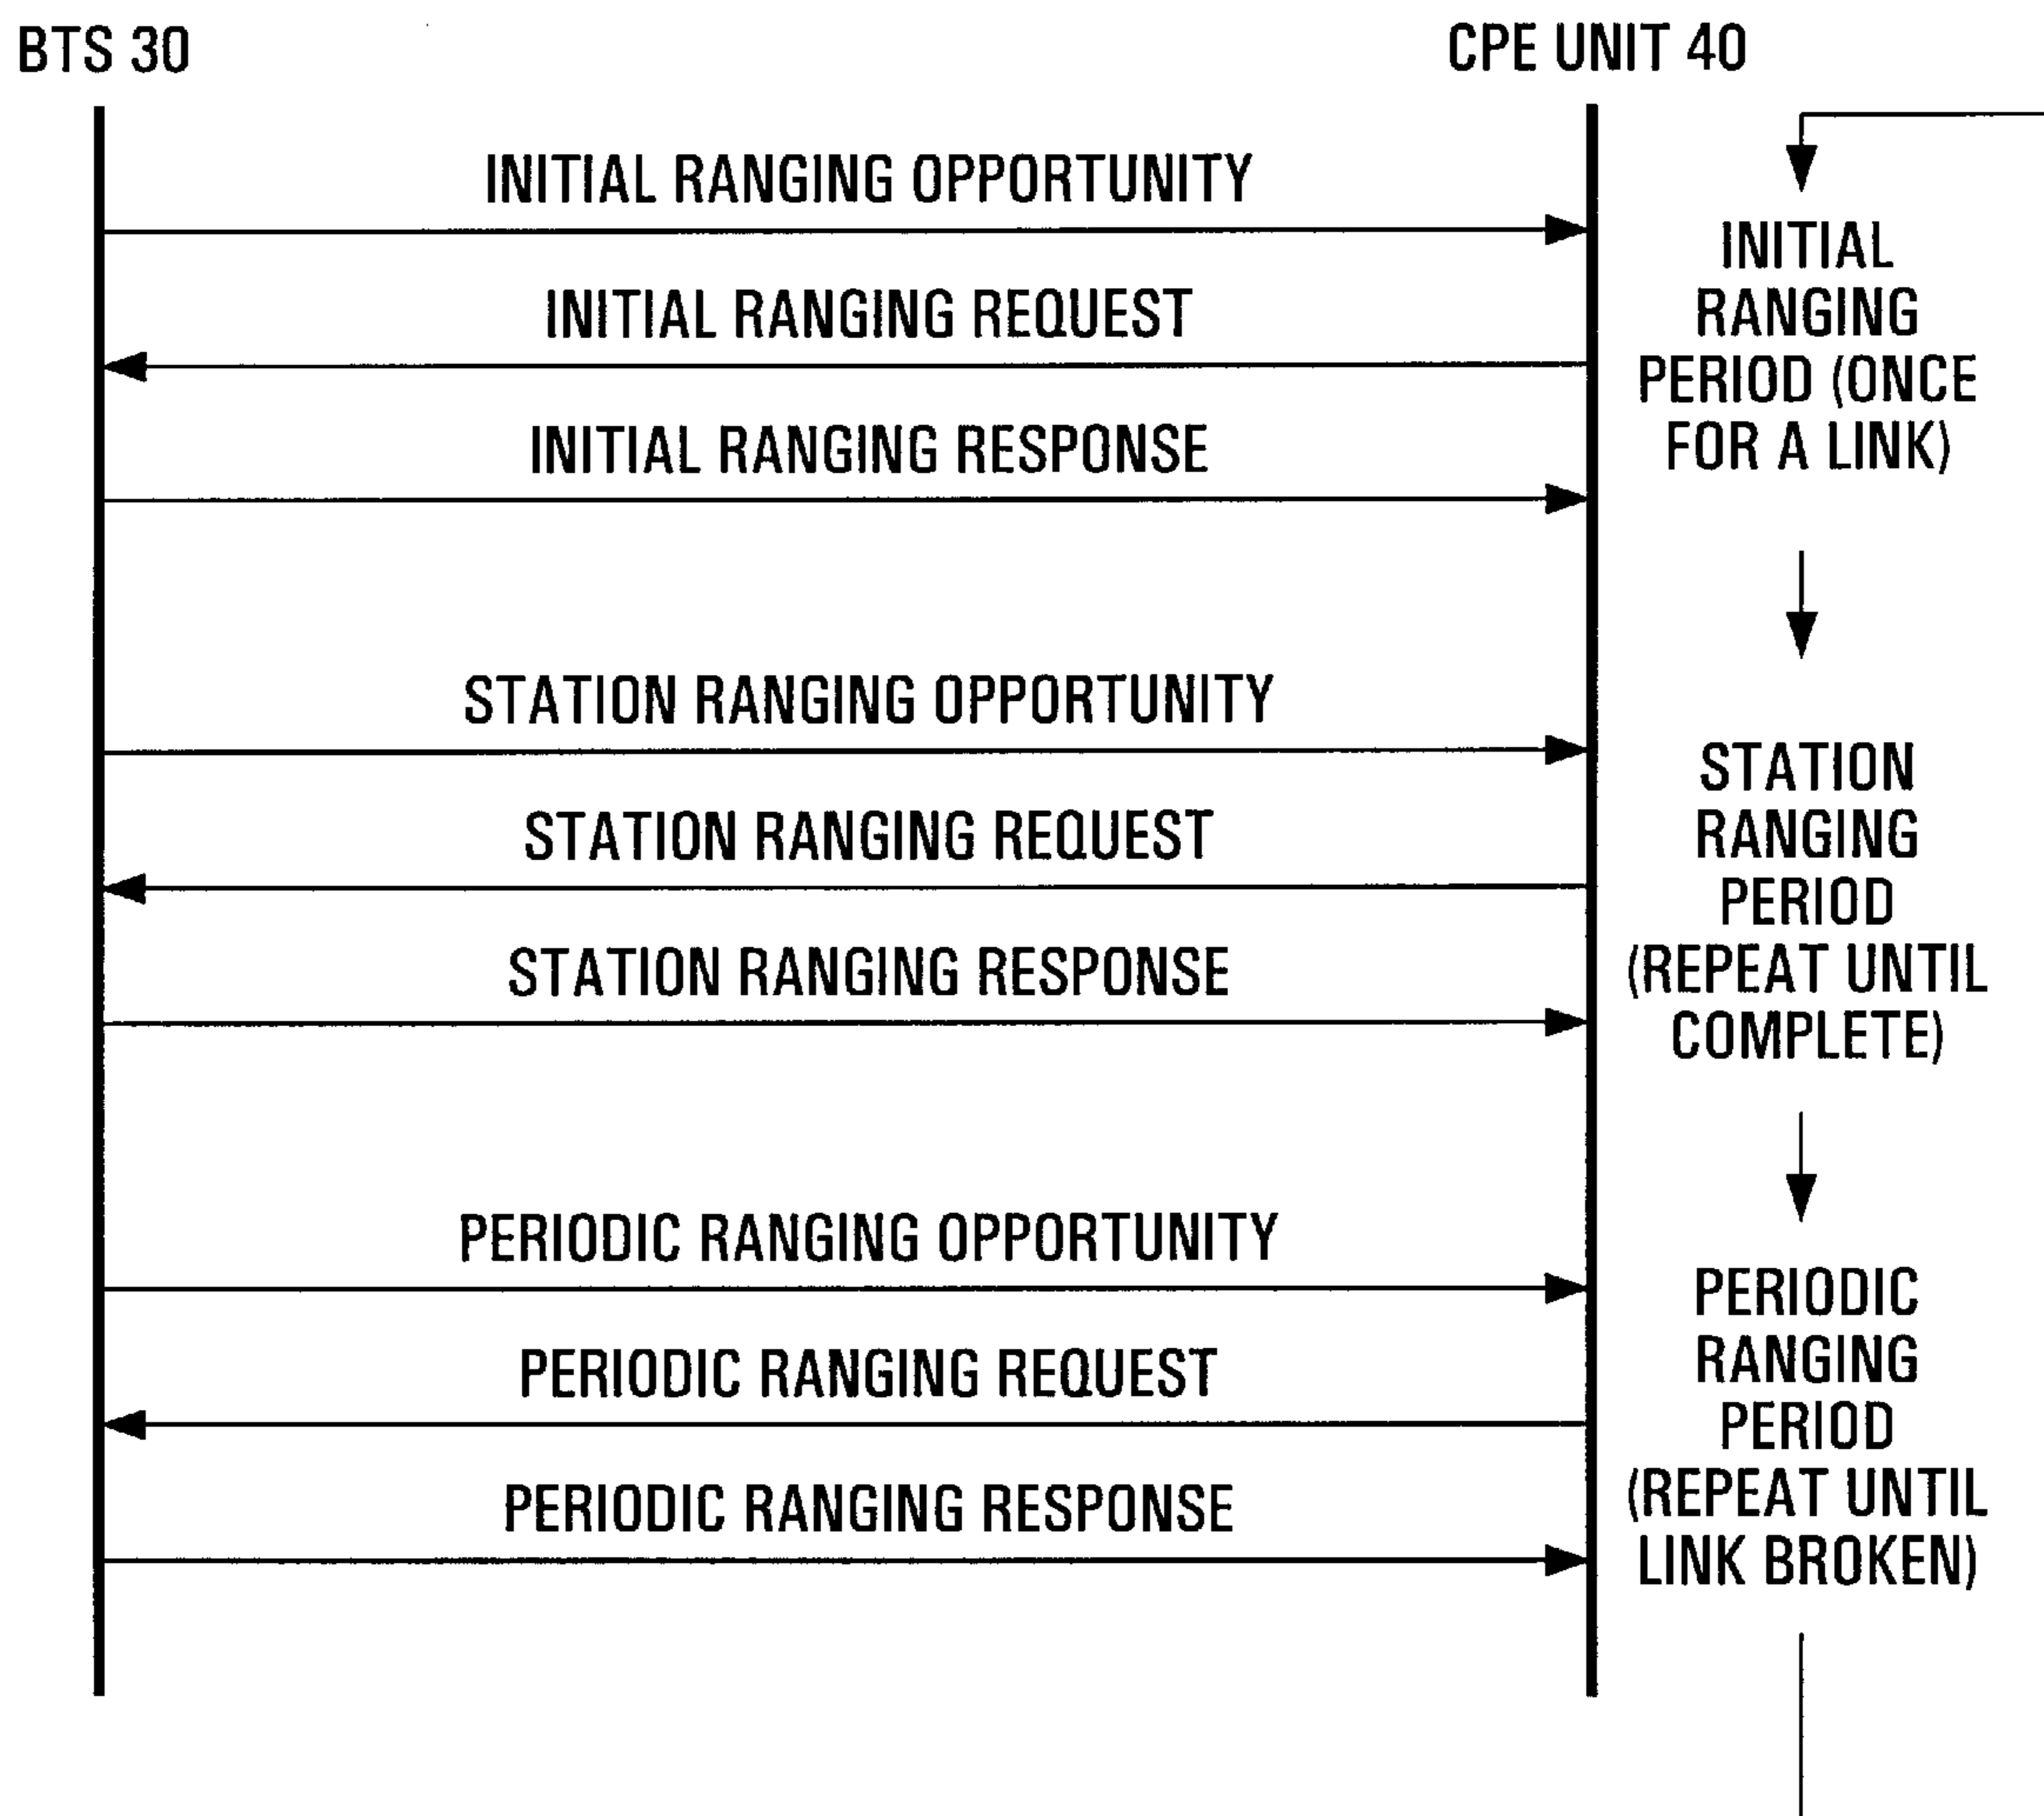 BTS 30
CPE UNIT 40
INITIAL RANGING OPPORTUNITY
INITIAL RANGING REQUEST
INITIAL RANGING RESPONSE
INITIAL
RANGING
PERIOD (ONCE
FOR A LINK)
STATION RANGING OPPORTUNITY
STATION RANGING REQUEST
STATION RANGING RESPONSE
STATION
RANGING
PERIOD
(REPEAT UNTIL
COMPLETE)
PERIODIC RANGING OPPORTUNITY
PERIODIC RANGING REQUEST
PERIODIC RANGING RESPONSE
PERIODIC
RANGING
PERIOD
(REPEAT UNTIL
LINK BROKEN)